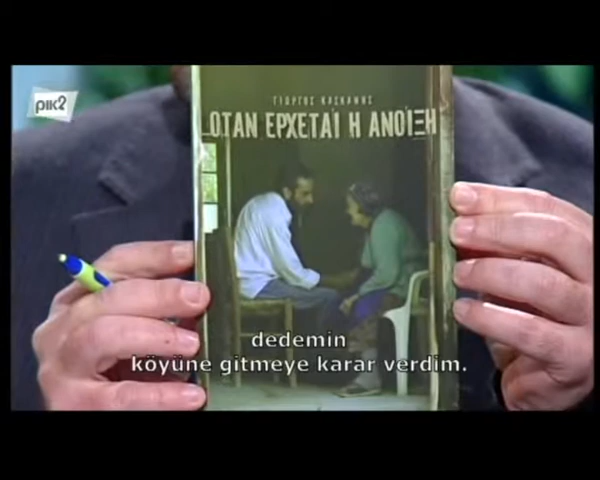 ρικ2
ΓΙΩΡΓΟΣ ΚΑΣΚΑΝΗΣ
ΟΤΑΝ ΕΡΧΕΤΑΙ Η ΑΝΟΙΞΗ
dedemin
köyüne gitmeye karar verdim.